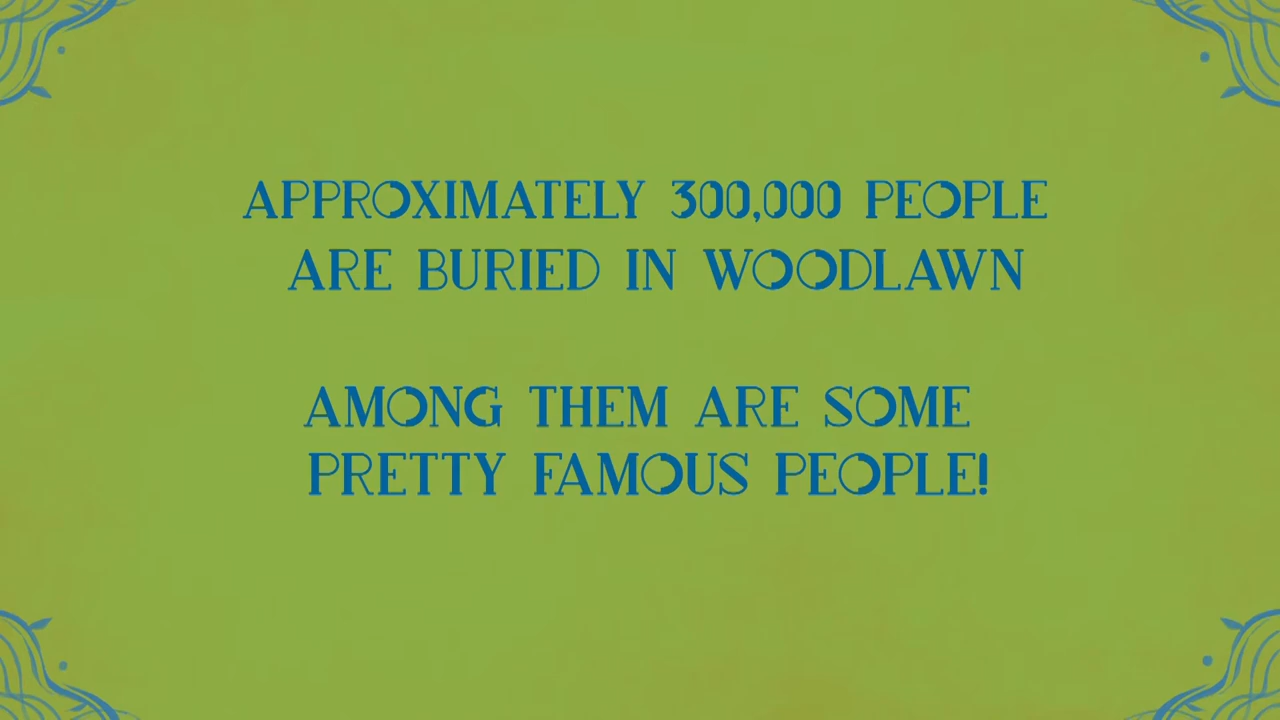 APPROXIMATELY 300,000 PEOPLE
ARE BURIED IN WOODLAWN
AMONG THEM ARE SOME
PRETTY FAMOUS PEOPLE!